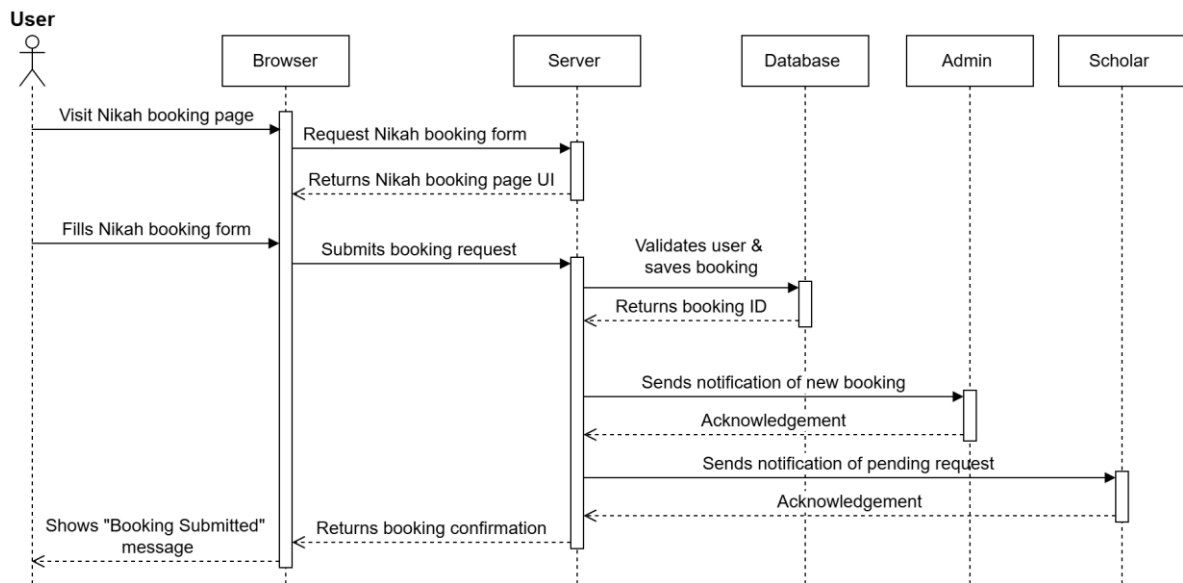 User
Browser
Server
Database
Admin
Scholar
Visit Nikah booking page
Request Nikah booking form
Returns Nikah booking page UI
Fills Nikah booking form
Submits booking request
Validates user &
saves booking
Returns booking ID
Sends notification of new booking
Acknowledgement
Sends notification of pending request
Acknowledgement
Returns booking confirmation
Shows "Booking Submitted"
message